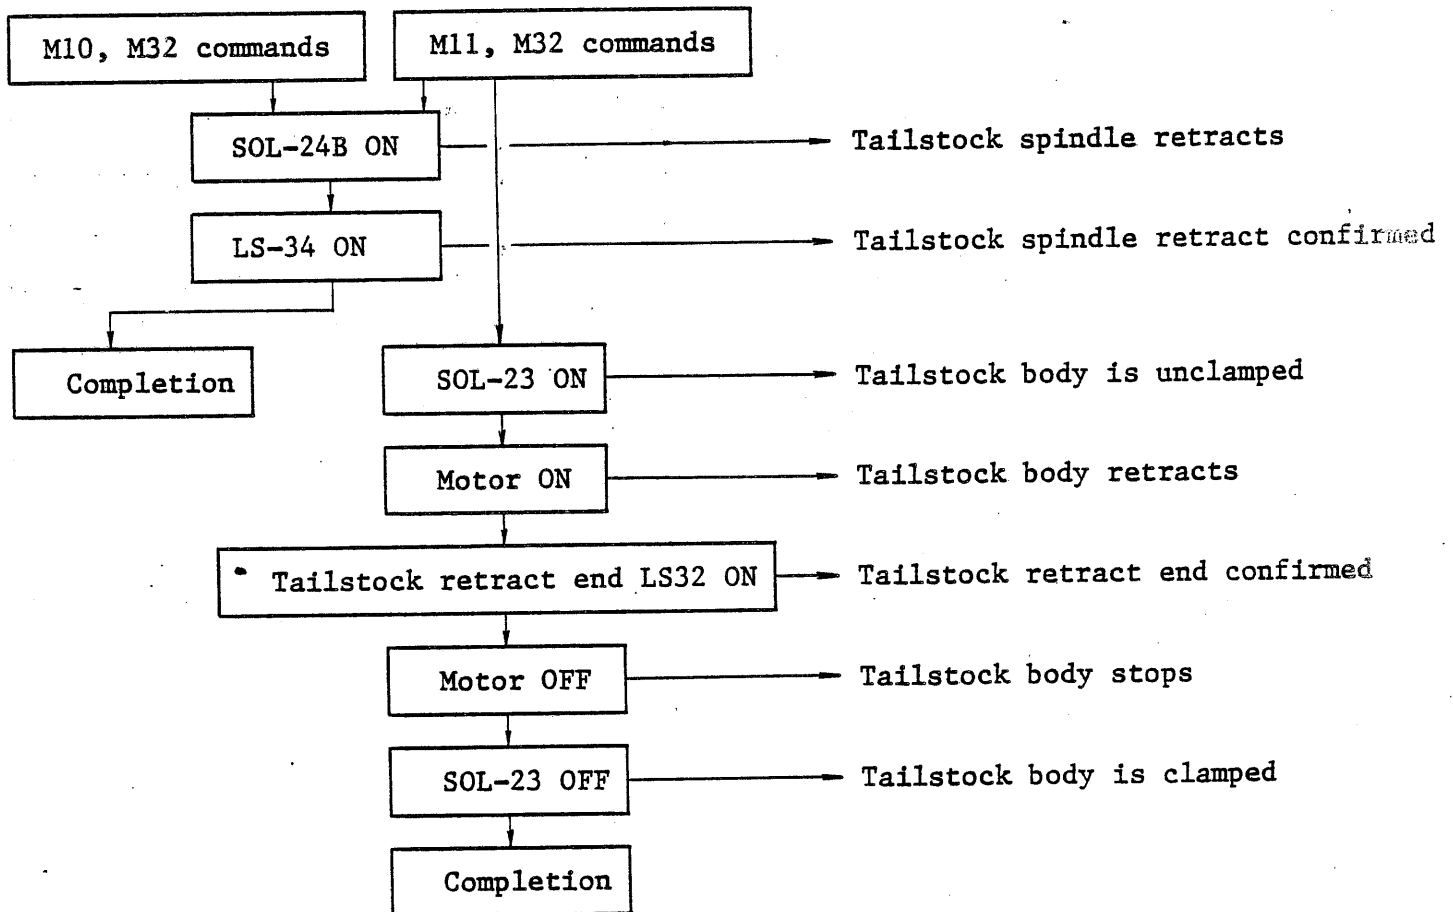 M10, M32 commands
M11, M32 commands
SOL-24B ON
Tailstock spindle retracts
LS-34 ON
Tailstock spindle retract confirmed
Completion
SOL-23 ON
Tailstock body is unclamped
Motor ON
Tailstock body retracts
Tailstock retract end LS32 ON
Tailstock retract end confirmed
Motor OFF
Tailstock body stops
SOL-23 OFF
Tailstock body is clamped
Completion